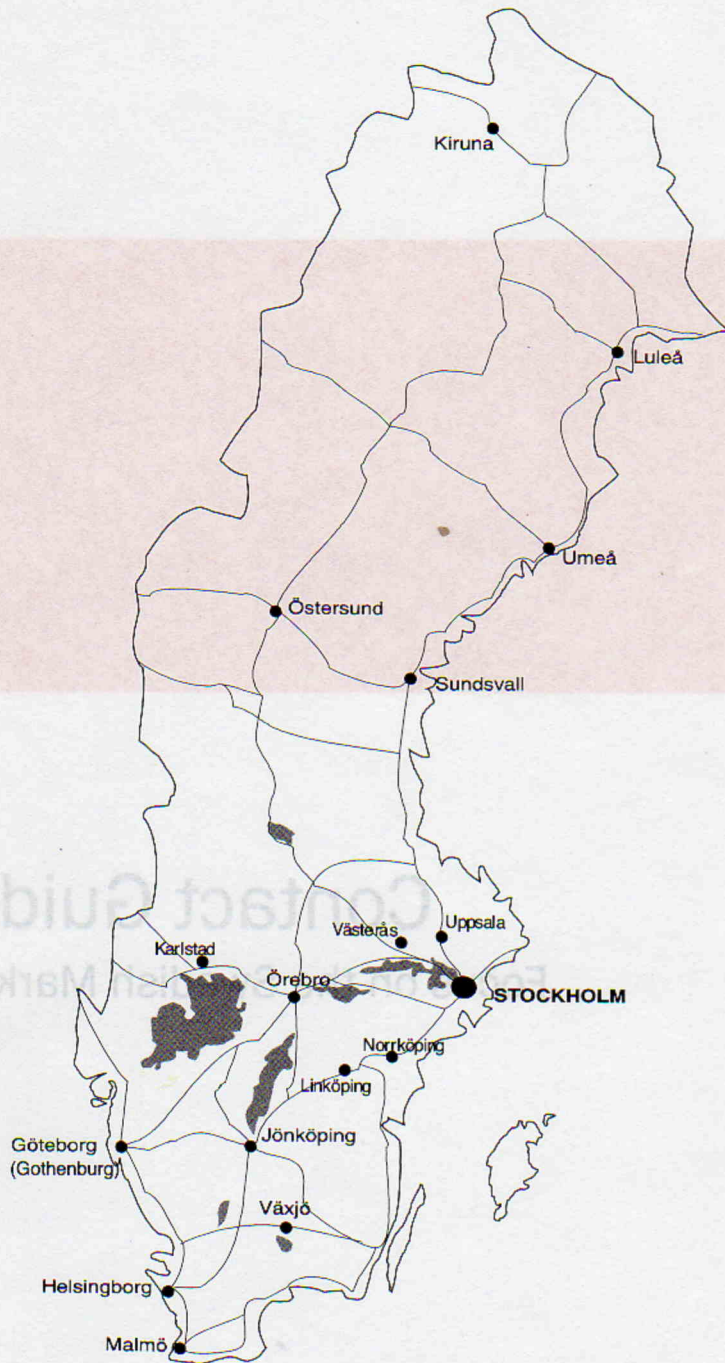 Kiruna
Luleå
Umeå
Östersund
Sundsvall
Contact Guid
Västerås
Uppsala
Karlstad
Örebro
STOCKHOLM
Norrköping
Linköping
Göteborg
(Gothenburg)
Jönköping
Växjö
Helsingborg
Malmö